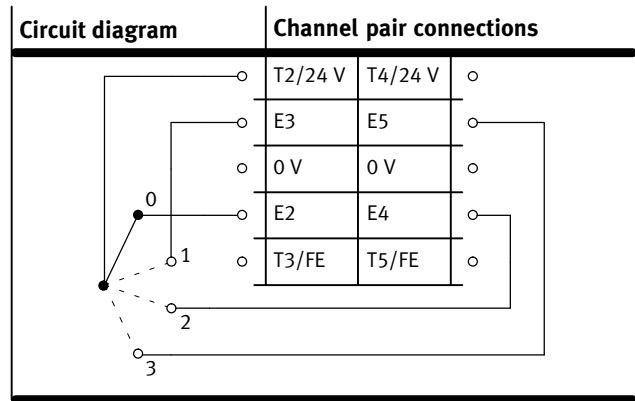 Circuit diagram Channel pair connections
T2/24 V T4/24 V
E3 E5
0 V 0 V
0
E2 E4
1
T3/FE T5/FE
2
3